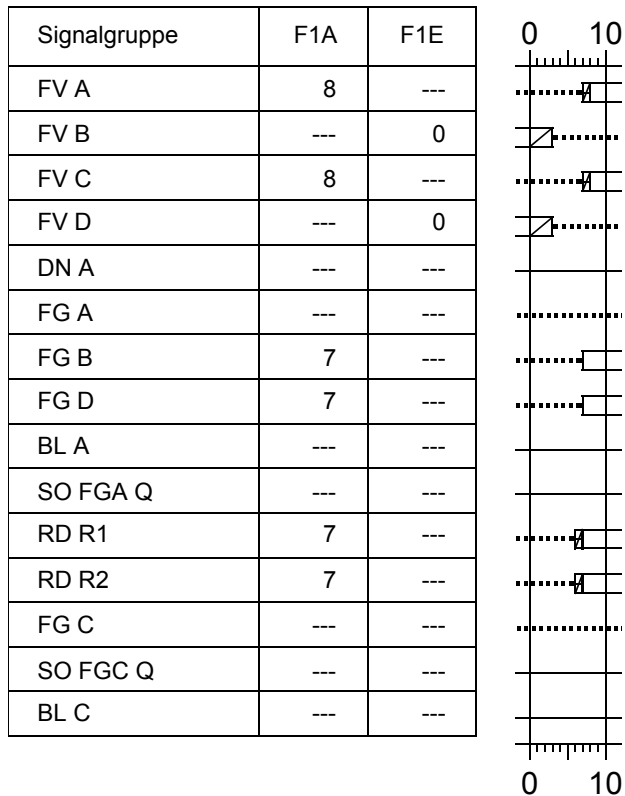 Signalgruppe F1A F1E 0 10
FV A 8 ---
FV B --- 0
FV C 8 ---
FV D --- 0
DN A --- ---
FG A --- ---
FG B 7 ---
FG D 7 ---
BL A --- ---
SO FGA Q --- ---
RD R1 7 ---
RD R2 7 ---
FG C --- ---
SO FGC Q --- ---
BL C --- ---
0 10